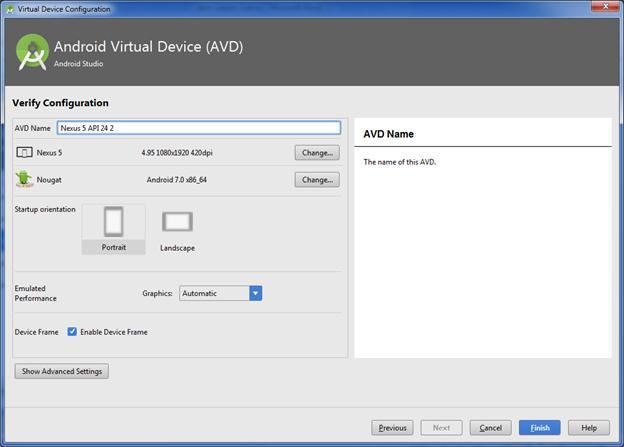 Virtual Device Configuration
Android Virtual Device (AVD)
Android Studio
Verify Configuration
AVD Name Nexus 5 API 24 2
Nexus 5 4.95 1080x1920 420dpi Change...
Nougat Android 7.0 x86_64 Change...
Startup orientation
Portrait Landscape
Emulated
Performance Graphics: Automatic
Device Frame Enable Device Frame
Show Advanced Settings
AVD Name
The name of this AVD.
Previous Next Cancel Finish Help